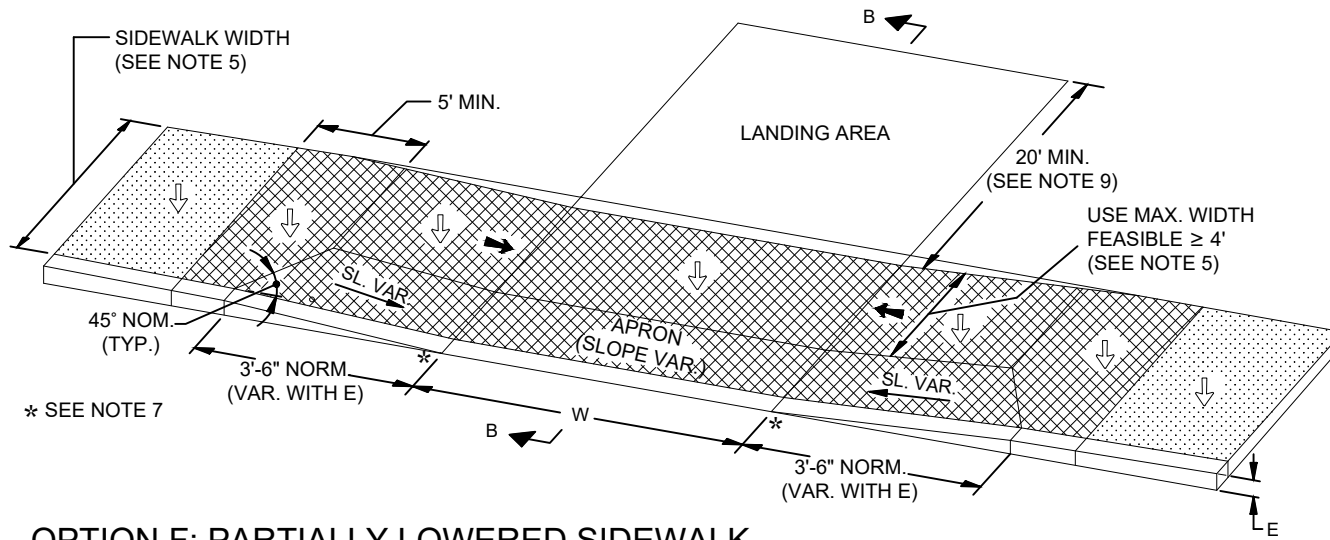 B
SIDEWALK WIDTH
(SEE NOTE 5)
5' MIN.
LANDING AREA
20' MIN.
(SEE NOTE 9)
USE MAX. WIDTH
FEASIBLE ≥ 4'
(SEE NOTE 5)
SL. VAR.
45° NOM.
(TYP.)
APRON
(SLOPE VAR.)
3'-6" NORM.
(VAR. WITH E)
*
SL. VAR.
* SEE NOTE 7
W
*
B
3'-6" NORM.
(VAR. WITH E)
E
OPTION E: PARTIALLY LOWERED SIDEWALK